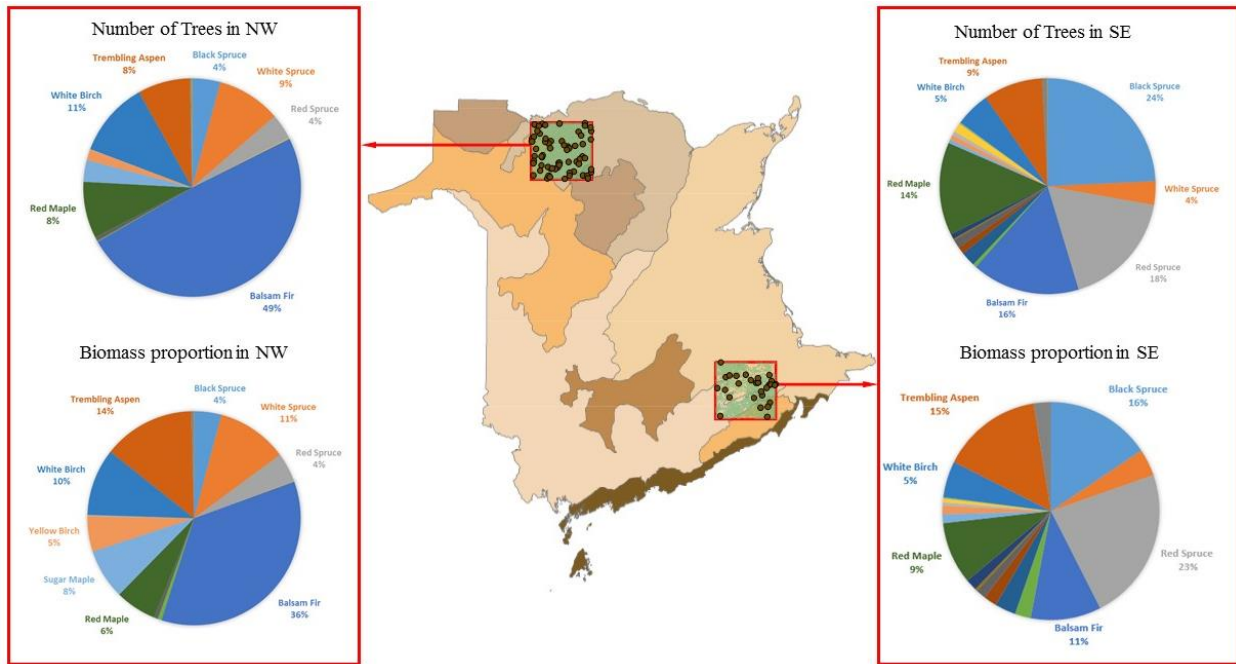 Number of Trees in NW
Trembling Aspen
8%
Black Spruce
4%
White Spruce
9%
Red Spruce
4%
White Birch
11%
Red Maple
8%
Balsam Fir
49%
Biomass proportion in NW
Trembling Aspen
14%
Black Spruce
4%
White Spruce
11%
Red Spruce
4%
White Birch
10%
Yellow Birch
5%
Sugar Maple
8%
Red Maple
6%
Balsam Fir
36%
Number of Trees in SE
Trembling Aspen
9%
White Birch
5%
Black Spruce
24%
White Spruce
4%
Red Maple
14%
Red Spruce
18%
Balsam Fir
16%
Biomass proportion in SE
Trembling Aspen
15%
Black Spruce
16%
White Birch
5%
Red Maple
9%
Red Spruce
23%
Balsam Fir
11%